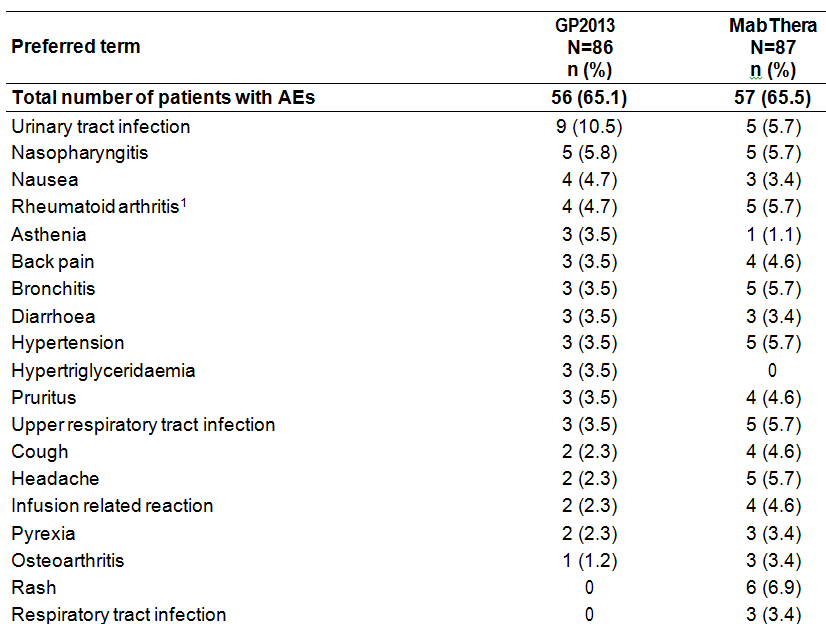 GP2013 MabThera
Preferred term N=86 N=87
n (%) n (%)
Total number of patients with AEs 56 (65.1) 57 (65.5)
Urinary tract infection 9 (10.5) 5 (5.7)
Nasopharyngitis 5 (5.8) 5 (5.7)
Nausea 4 (4.7) 3 (3.4)
Rheumatoid arthritis¹ 4 (4.7) 5 (5.7)
Asthenia 3 (3.5) 1 (1.1)
Back pain 3 (3.5) 4 (4.6)
Bronchitis 3 (3.5) 5 (5.7)
Diarrhoea 3 (3.5) 3 (3.4)
Hypertension 3 (3.5) 5 (5.7)
Hypertriglyceridaemia 3 (3.5) 0
Pruritus 3 (3.5) 4 (4.6)
Upper respiratory tract infection 3 (3.5) 5 (5.7)
Cough 2 (2.3) 4 (4.6)
Headache 2 (2.3) 5 (5.7)
Infusion related reaction 2 (2.3) 4 (4.6)
Pyrexia 2 (2.3) 3 (3.4)
Osteoarthritis 1 (1.2) 3 (3.4)
Rash 0 6 (6.9)
Respiratory tract infection 0 3 (3.4)